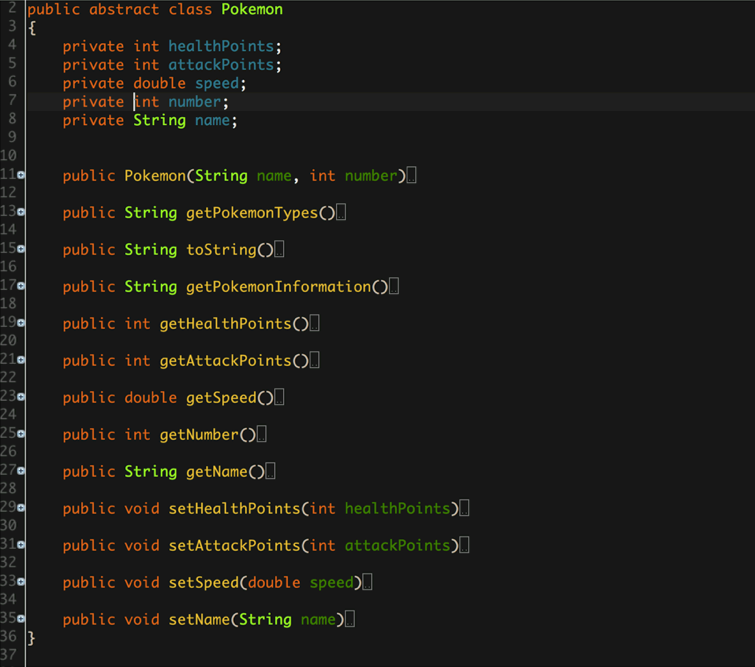 2 public abstract class Pokemon
3 {
4 private int healthPoints;
5 private int attackPoints;
6 private double speed;
7 private int number;
8 private String name;
9
10
11 public Pokemon(String name, int number)
12
13 public String getPokemonTypes()
14
15 public String toString()
16
17 public String getPokemonInformation()
18
19 public int getHealthPoints()
20
21 public int getAttackPoints()
22
23 public double getSpeed()
24
25 public int getNumber()
26
27 public String getName()
28
29 public void setHealthPoints(int healthPoints)
30
31 public void setAttackPoints(int attackPoints)
32
33 public void setSpeed(double speed)
34
35 public void setName(String name)
36 }
37